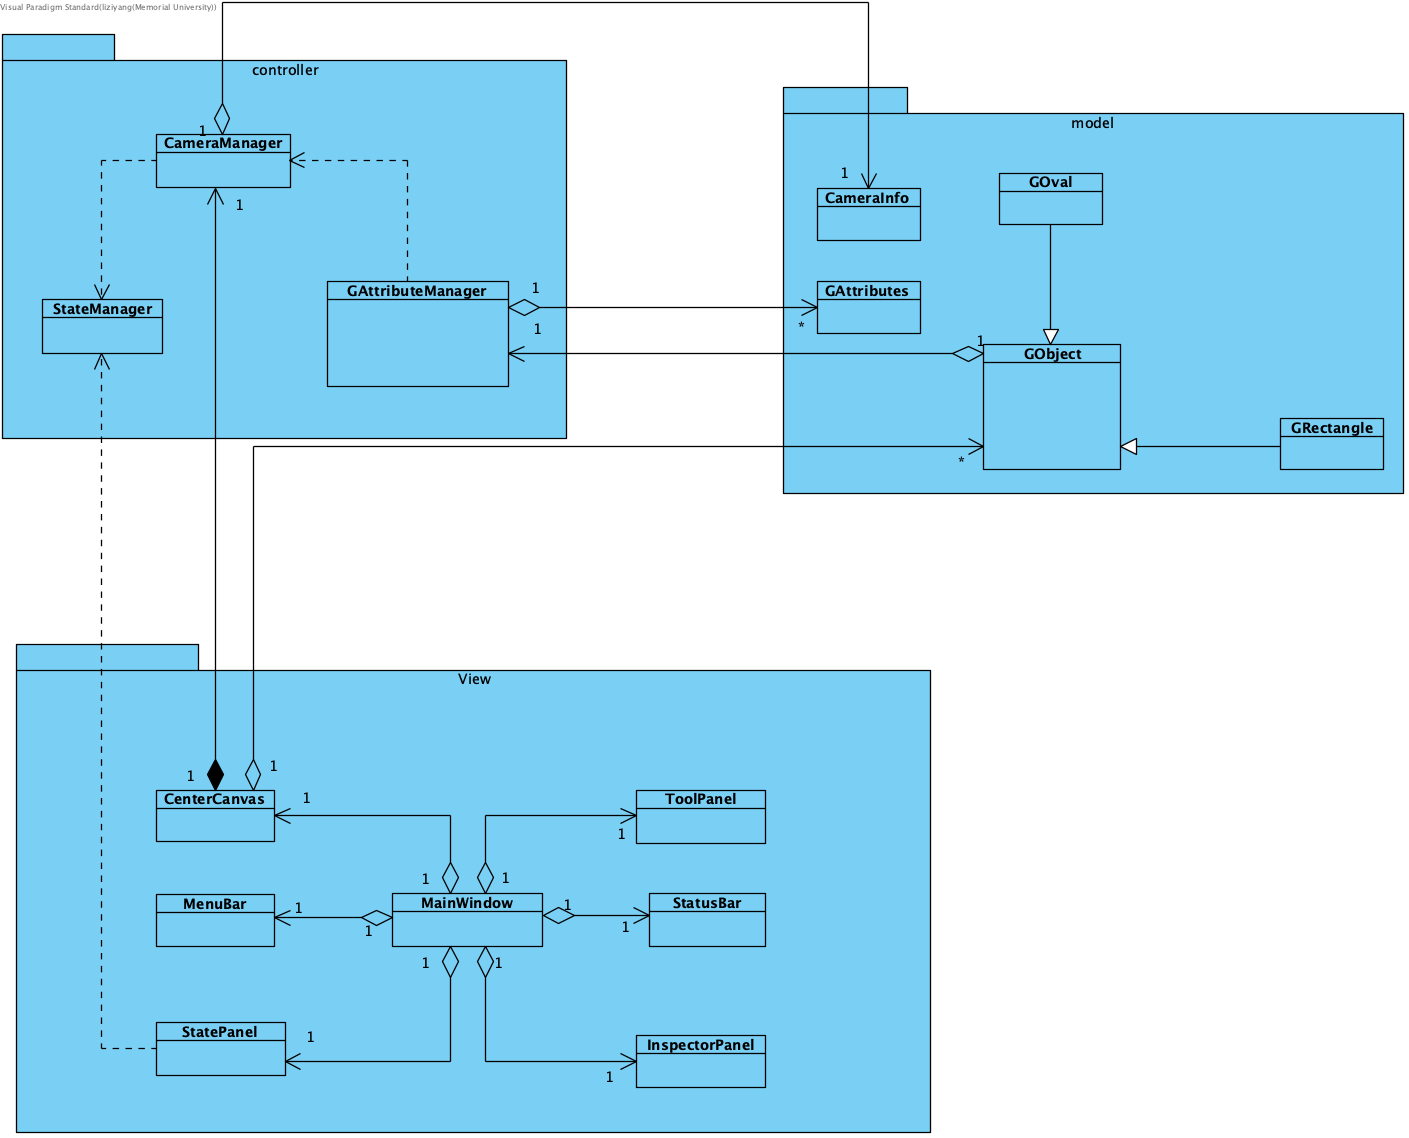 Visual Paradigm Standard(liziyang(Memorial University))
controller
model
1
CameraManager
1
CameraInfo
GOval
1
GAttributeManager
1
GAttributes
StateManager
*
1
1
GObject
GRectangle
*
View
1
1
CenterCanvas
1
ToolPanel
1
1
1
MenuBar
1
1
MainWindow
1
StatusBar
1
1
1
StatePanel
1
InspectorPanel
1